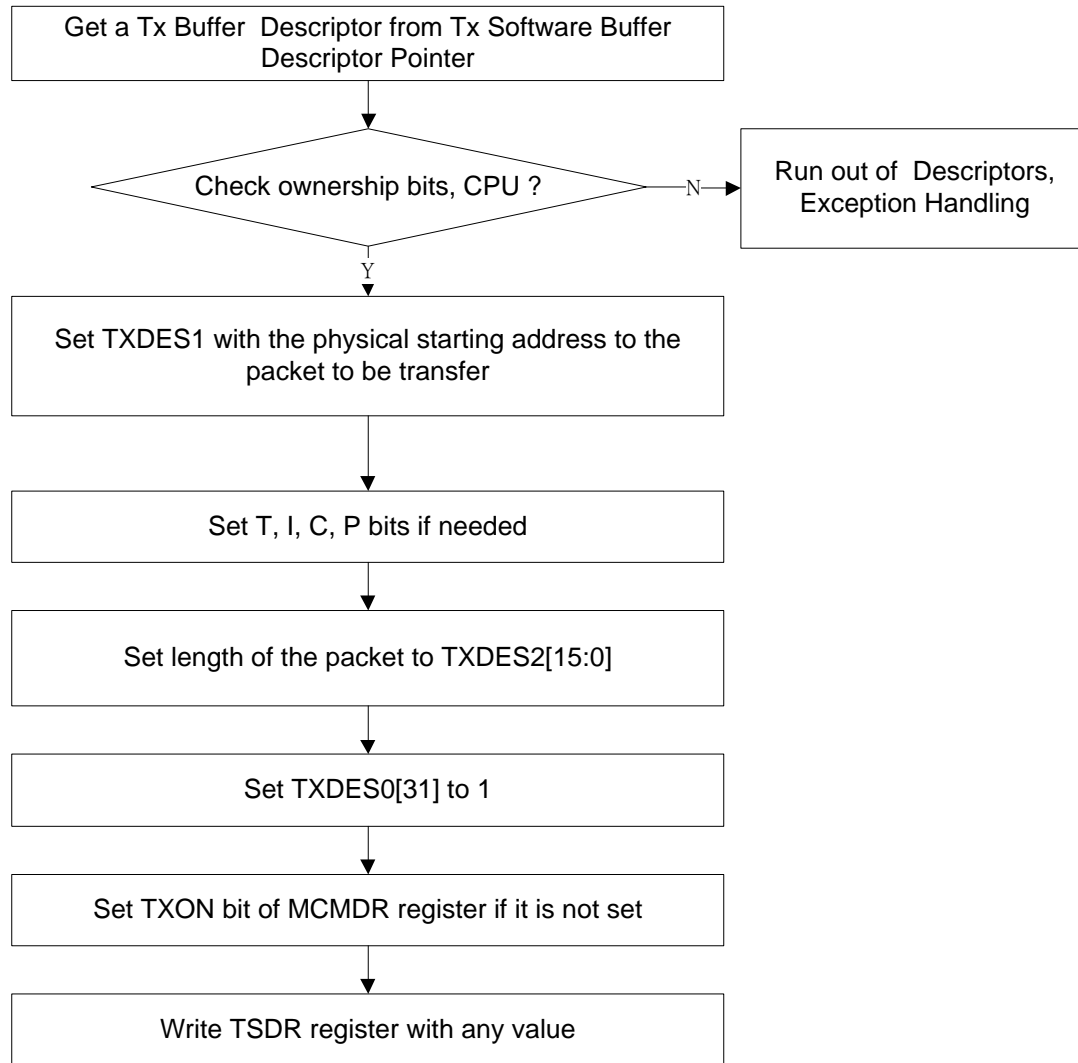 Get a Tx Buffer  Descriptor from Tx Software Buffer
Descriptor Pointer
Check ownership bits, CPU ?
N
Run out of  Descriptors,
Exception Handling
Y
Set TXDES1 with the physical starting address to the
packet to be transfer
Set T, I, C, P bits if needed
Set length of the packet to TXDES2[15:0]
Set TXDES0[31] to 1
Set TXON bit of MCMDR register if it is not set
Write TSDR register with any value